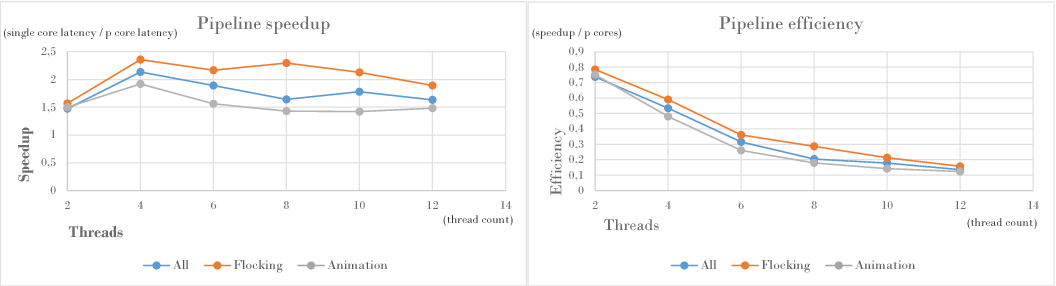 Pipeline speedup
(single core latency / p core latency)
2,5
2
1,5
1
0,5
0
Speedup
2 4 6 8 10 12 14
(thread count)
Threads
All Flocking Animation
Pipeline efficiency
(speedup / p cores)
0,9
0,8
0,7
0,6
0,5
0,4
0,3
0,2
0,1
0
Efficiency
2 4 6 8 10 12 14
(thread count)
Threads
All Flocking Animation